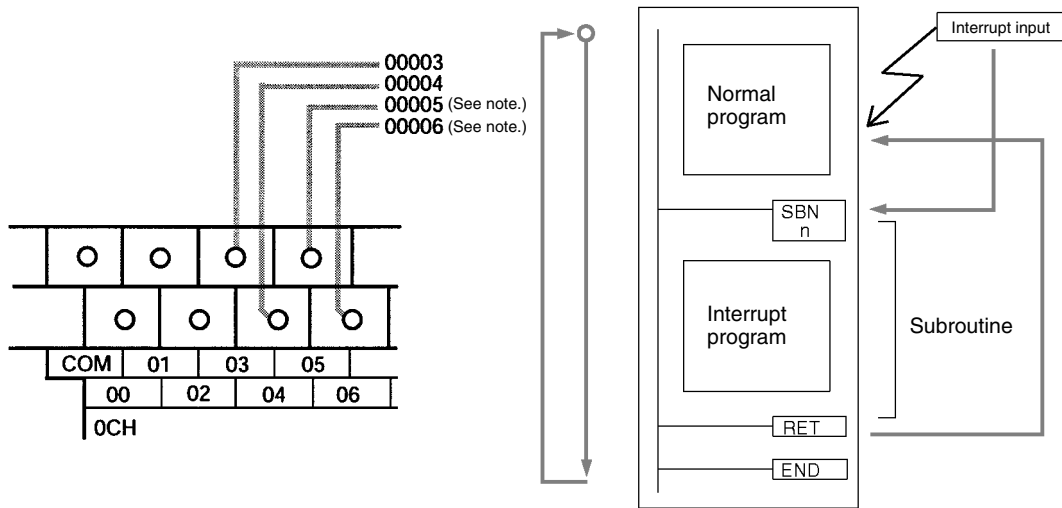 00003
00004
00005 (See note.)
00006 (See note.)
COM 01 03 05
00 02 04 06
0CH
Interrupt input
Normal
program
SBN
n
Interrupt
program
Subroutine
RET
END